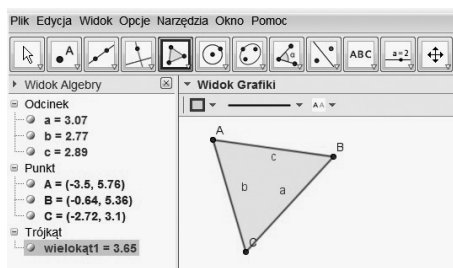 Plik Edycja Widok Opcje Narzędzia Okno Pomoc
A
ABC
a=2
Widok Algebry
Widok Grafiki
Odcinek
a = 3.07
b = 2.77
c = 2.89
Punkt
A = (-3.5, 5.76)
B = (-0.64, 5.36)
C = (-2.72, 3.1)
Trójkąt
wielokąt1 = 3.65
AA
A
B
c
b
a
C